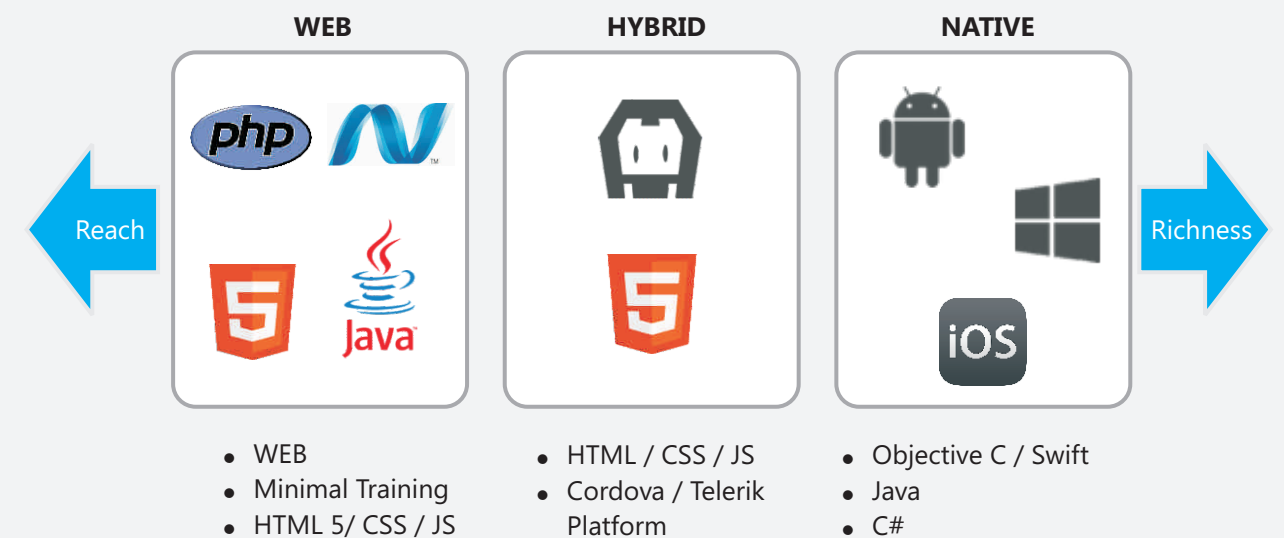 WEB
HYBRID
NATIVE
php
TM
5
Java
5
iOS
Reach
Richness
• WEB
• Minimal Training
• HTML 5/ CSS / JS
• HTML / CSS / JS
• Cordova / Telerik
Platform
• Objective C / Swift
• Java
• C#